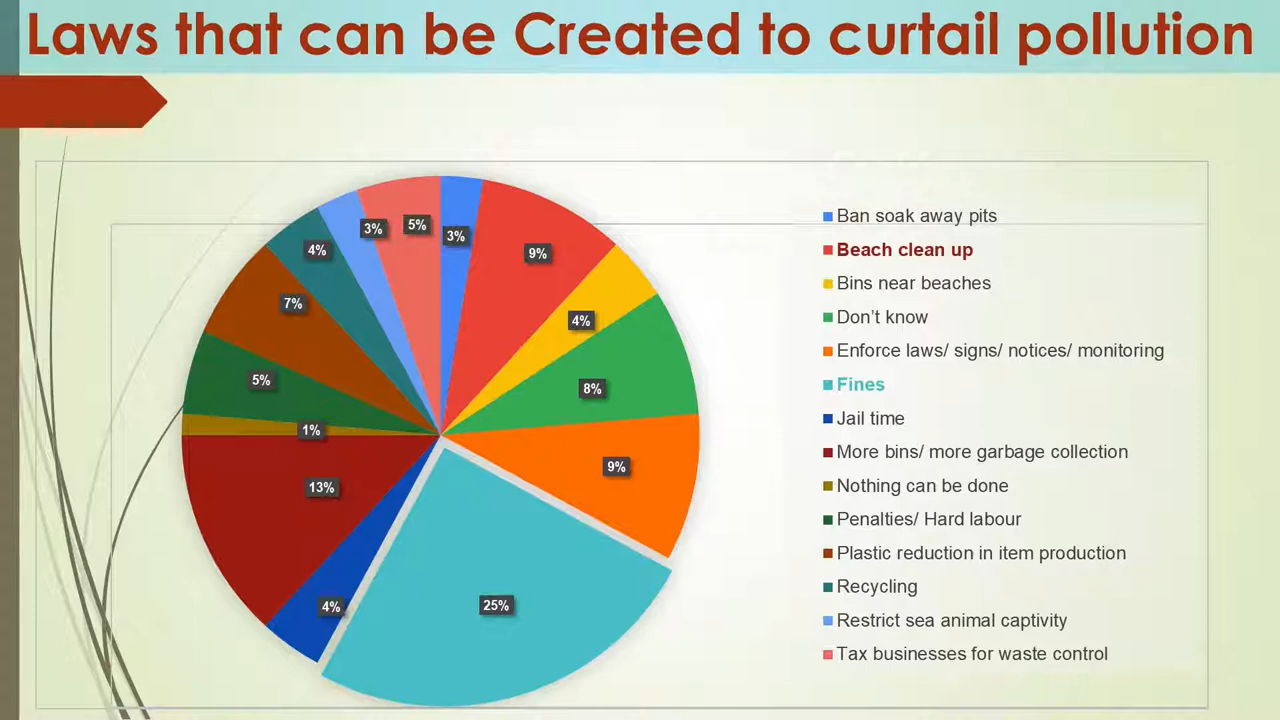 Laws that can be Created to curtail pollution
3%
9%
4%
8%
9%
25%
4%
13%
1%
5%
7%
4%
3%
5%
Ban soak away pits
Beach clean up
Bins near beaches
Don't know
Enforce laws/ signs/ notices/ monitoring
Fines
Jail time
More bins/ more garbage collection
Nothing can be done
Penalties/ Hard labour
Plastic reduction in item production
Recycling
Restrict sea animal captivity
Tax businesses for waste control